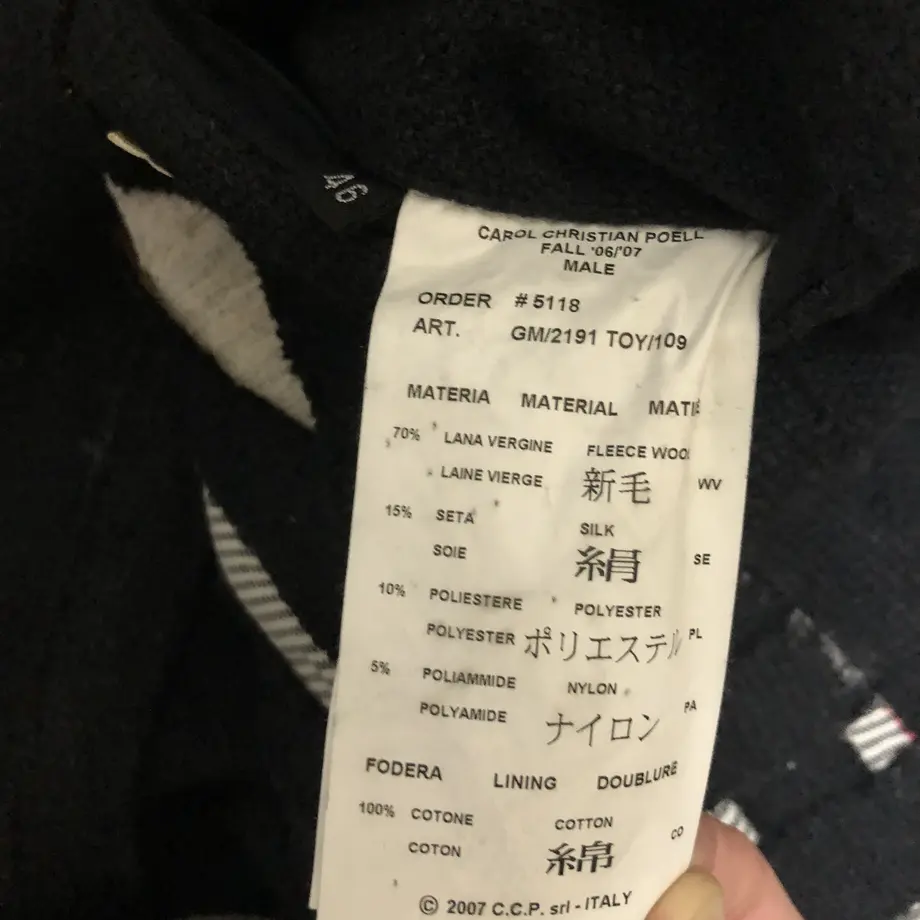 46
CAROL CHRISTIAN POELL
FALL '06/'07
MALE
ORDER #5118
ART. GM/2191 TOY/109
MATERIA MATERIAL
70% LANA VERGINE FLEECE
LAINE VIERGE 新毛 WV
15% SETA SILK
SOIE 絹 SE
10% POLIESTERE POLYESTER
POLYESTER ポリエステル PL
5% POLIAMMIDE NYLON
POLYAMIDE ナイロン PA
FODERA LINING DOUBLURE
100% COTONE COTTON
COTON 綿 CO
© 2007 C.C.P. srl - ITALY